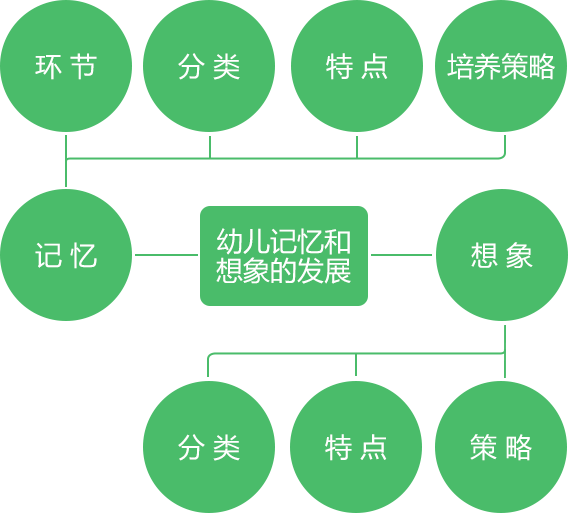 环 节
分 类
特 点
培养策略
记 忆
幼儿记忆和
想象的发展
想 象
分 类
特 点
策 略